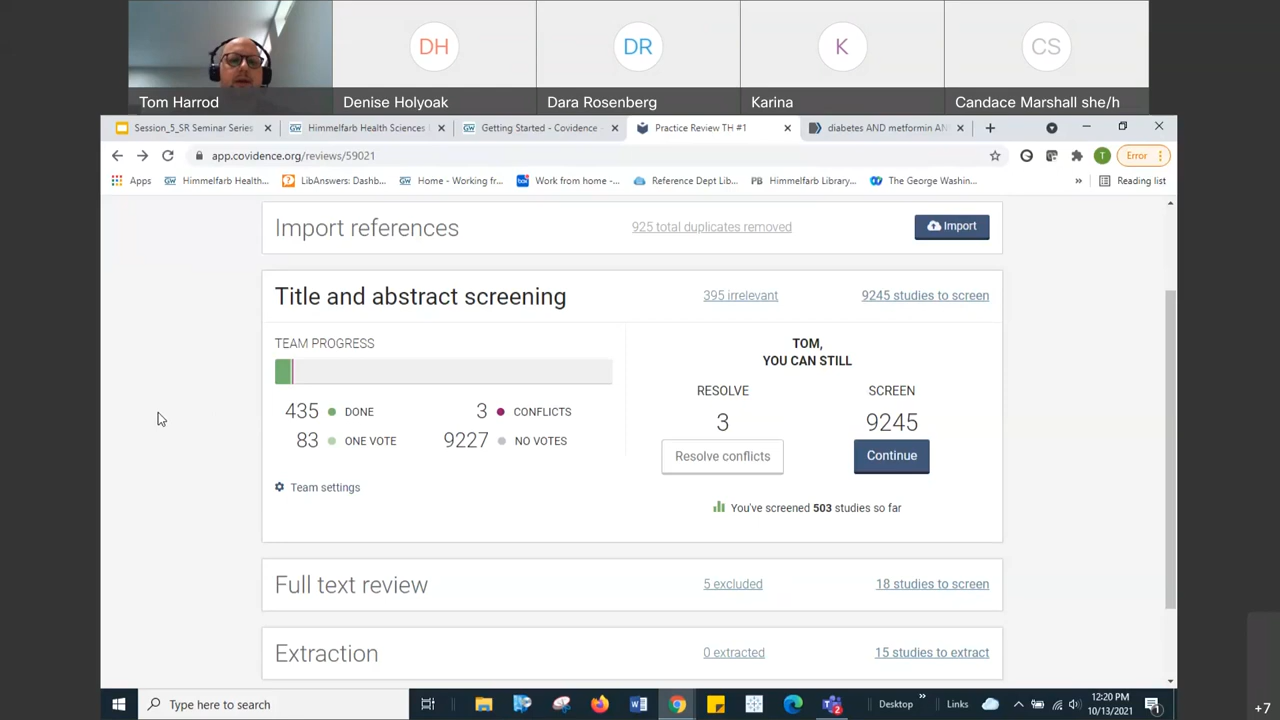 DH
DR
K
CS
Tom Harrod
Denise Holyoak
Dara Rosenberg
Karina
Candace Marshall she/h
Session_5_SR Seminar Series
Himmelfarb Health Sciences
Getting Started - Covidence
Practice Review TH #1
diabetes AND metformin AN
app.covidence.org/reviews/59021
T
Error
Apps
Himmelfarb Health...
LibAnswers: Dashb...
Home - Working fr...
box
Work from home -...
Reference Dept Lib...
PB
Himmelfarb Library...
The George Washin...
»
Reading list
Import references
925 total duplicates removed
Import
Title and abstract screening
395 irrelevant
9245 studies to screen
TEAM PROGRESS
TOM,
YOU CAN STILL
RESOLVE
SCREEN
435 DONE
3 CONFLICTS
3
9245
83 ONE VOTE
9227 NO VOTES
Resolve conflicts
Continue
Team settings
You've screened 503 studies so far
Full text review
5 excluded
18 studies to screen
Extraction
0 extracted
15 studies to extract
Type here to search
Desktop
»
Links
12:20 PM
10/13/2021
+7